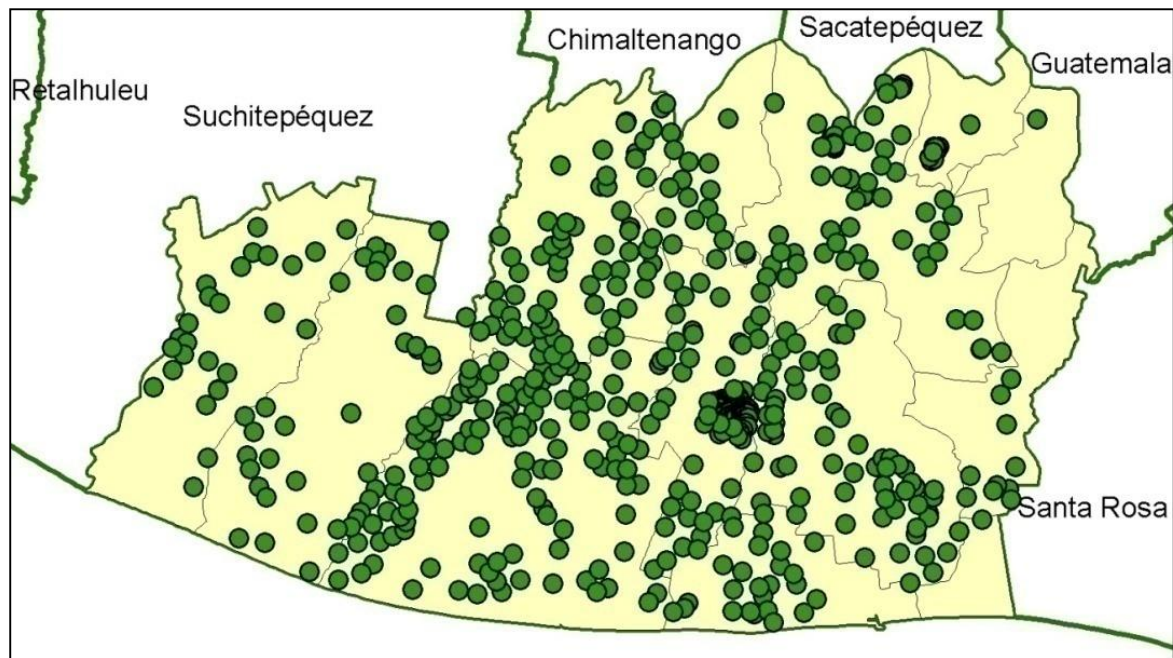 Sacatepéquez
Chimaltenango
Guatemala
Retalhuleu
Suchitepéquez
Santa Rosa